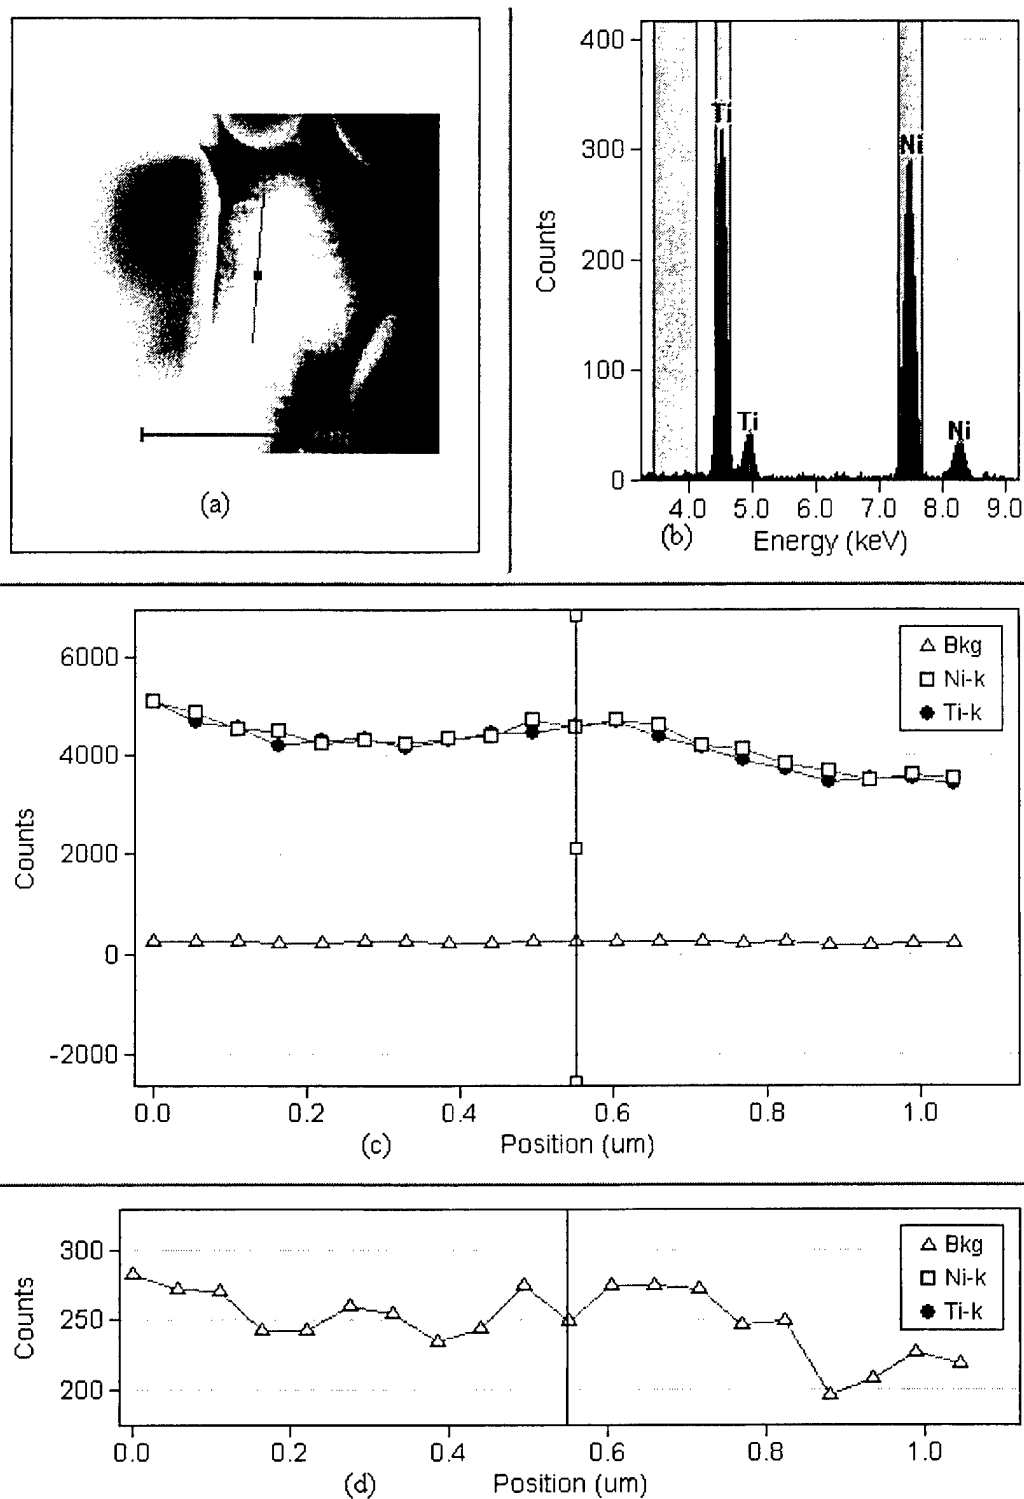 (a)
400
300
200
100
0
Counts
Ti
Ti
Ni
Ni
4.0 5.0 6.0 7.0 8.0 9.0
(b) Energy (keV)
6000
4000
2000
0
-2000
Counts
Bkg
Ni-k
Ti-k
0.0 0.2 0.4 0.6 0.8 1.0
(c) Position (um)
300
250
200
Counts
Bkg
Ni-k
Ti-k
0.0 0.2 0.4 0.6 0.8 1.0
(d) Position (um)